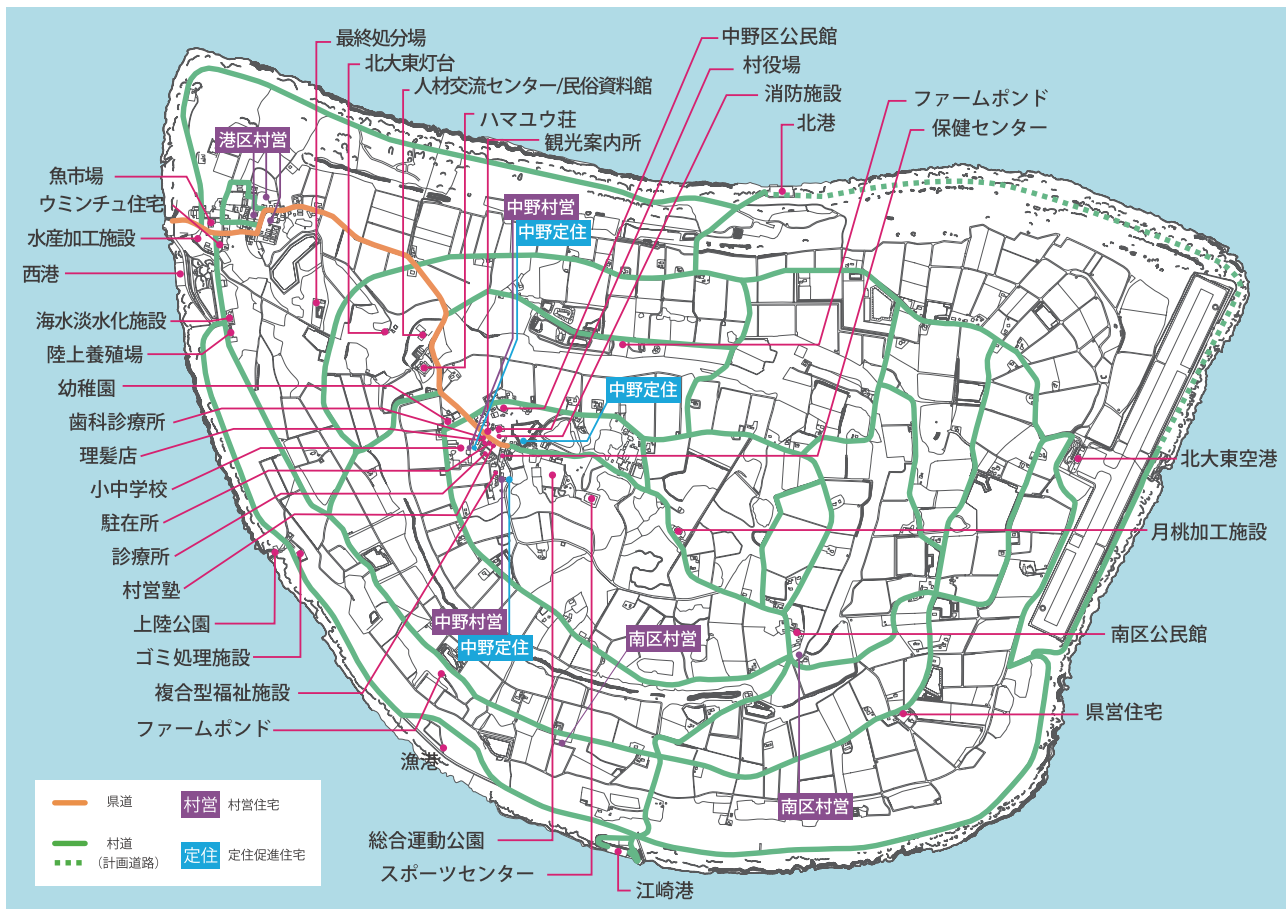 最終処分場
北大東灯台
人材交流センター/民俗資料館
ハマユウ荘
観光案内所
中野区公民館
村役場
消防施設
北港
ファームポンド
保健センター
港区村営
魚市場
ウミンチュ住宅
水産加工施設
西港
海水淡水化施設
陸上養殖場
幼稚園
歯科診療所
理髪店
小中学校
駐在所
診療所
村営塾
上陸公園
ゴミ処理施設
複合型福祉施設
ファームポンド
漁港
中野村営
中野定住
中野定住
中野村営
中野定住
南区村営
北大東空港
月桃加工施設
南区公民館
県営住宅
南区村営
総合運動公園
スポーツセンター
江崎港
県道
村営 村営住宅
村道
(計画道路)
定住 定住促進住宅